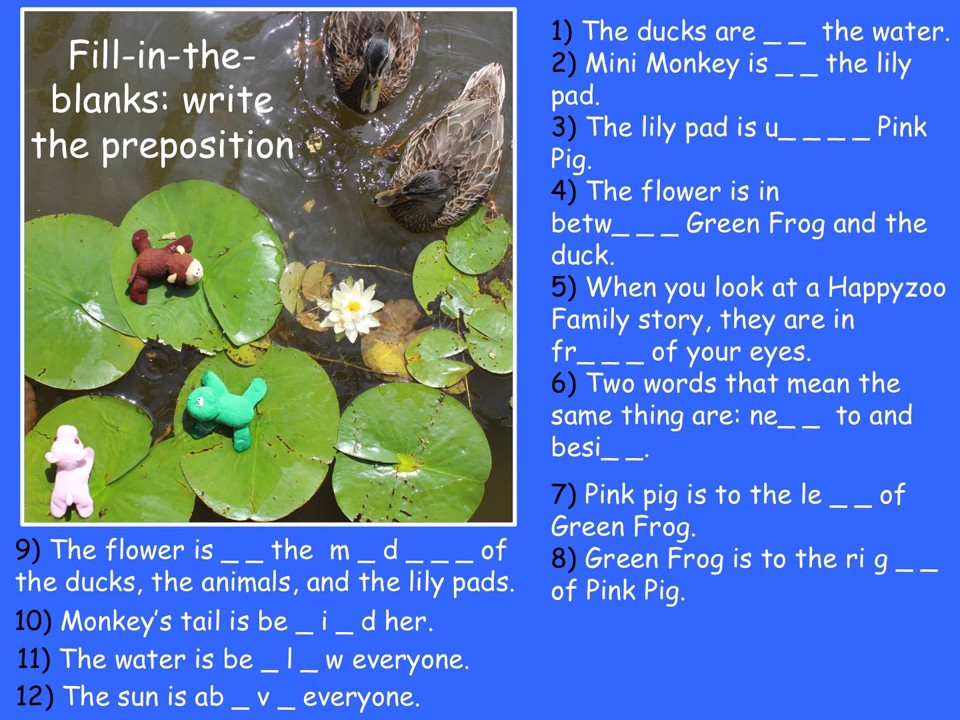 Fill-in-the-
blanks: write
the preposition
1) The ducks are _ _  the water.
2) Mini Monkey is _ _ the lily
pad.
3) The lily pad is u_ _ _ _ Pink
Pig.
4) The flower is in
betw_ _ _ Green Frog and the
duck.
5) When you look at a Happyzoo
Family story, they are in
fr_ _ _ of your eyes.
6) Two words that mean the
same thing are: ne_ _  to and
besi_ _.
7) Pink pig is to the le _ _ of
Green Frog.
8) Green Frog is to the ri g _ _
of Pink Pig.
9) The flower is _ _ the  m _ d _ _ _ of
the ducks, the animals, and the lily pads.
10) Monkey's tail is be _ i _ d her.
11) The water is be _ l _ w everyone.
12) The sun is ab _ v _ everyone.